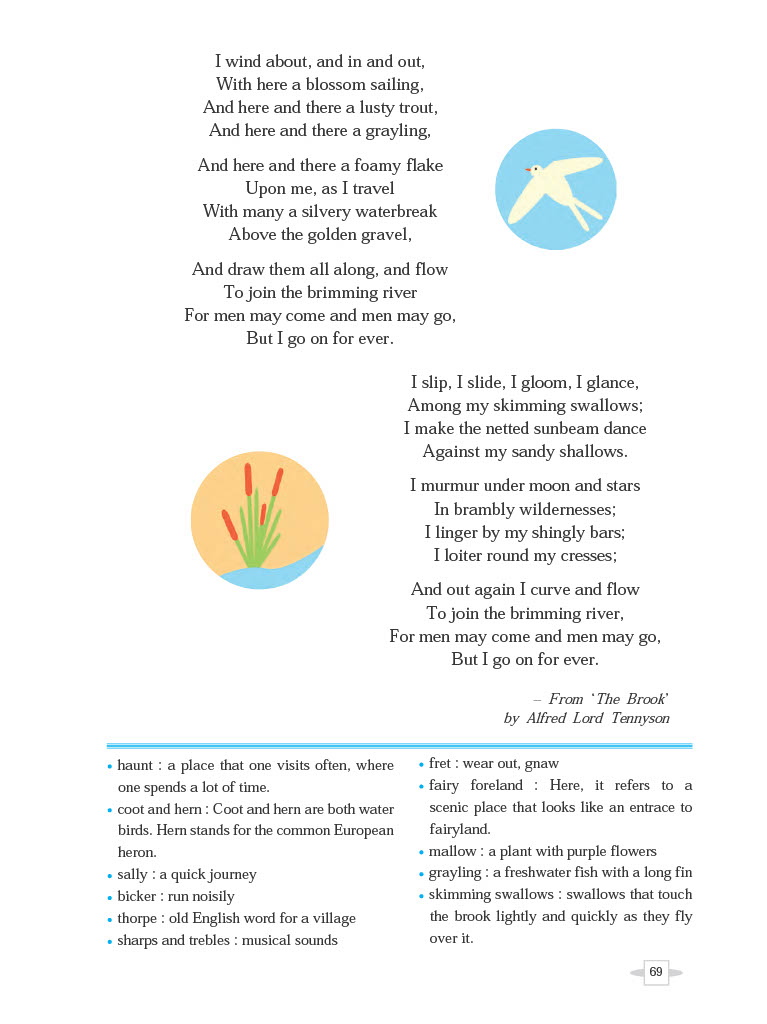 I wind about, and in and out,
With here a blossom sailing,
And here and there a lusty trout,
And here and there a grayling,
And here and there a foamy flake
Upon me, as I travel
With many a silvery waterbreak
Above the golden gravel,
And draw them all along, and flow
To join the brimming river
For men may come and men may go,
But I go on for ever.
I slip, I slide, I gloom, I glance,
Among my skimming swallows;
I make the netted sunbeam dance
Against my sandy shallows.
I murmur under moon and stars
In brambly wildernesses;
I linger by my shingly bars;
I loiter round my cresses;
And out again I curve and flow
To join the brimming river,
For men may come and men may go,
But I go on for ever.
– From ‘The Brook’
by Alfred Lord Tennyson
• haunt : a place that one visits often, where
one spends a lot of time.
• coot and hern : Coot and hern are both water
birds. Hern stands for the common European
heron.
• sally : a quick journey
• bicker : run noisily
• thorpe : old English word for a village
• sharps and trebles : musical sounds
• fret : wear out, gnaw
• fairy foreland : Here, it refers to a
scenic place that looks like an entrace to
fairyland.
• mallow : a plant with purple flowers
• grayling : a freshwater fish with a long fin
• skimming swallows : swallows that touch
the brook lightly and quickly as they fly
over it.
69